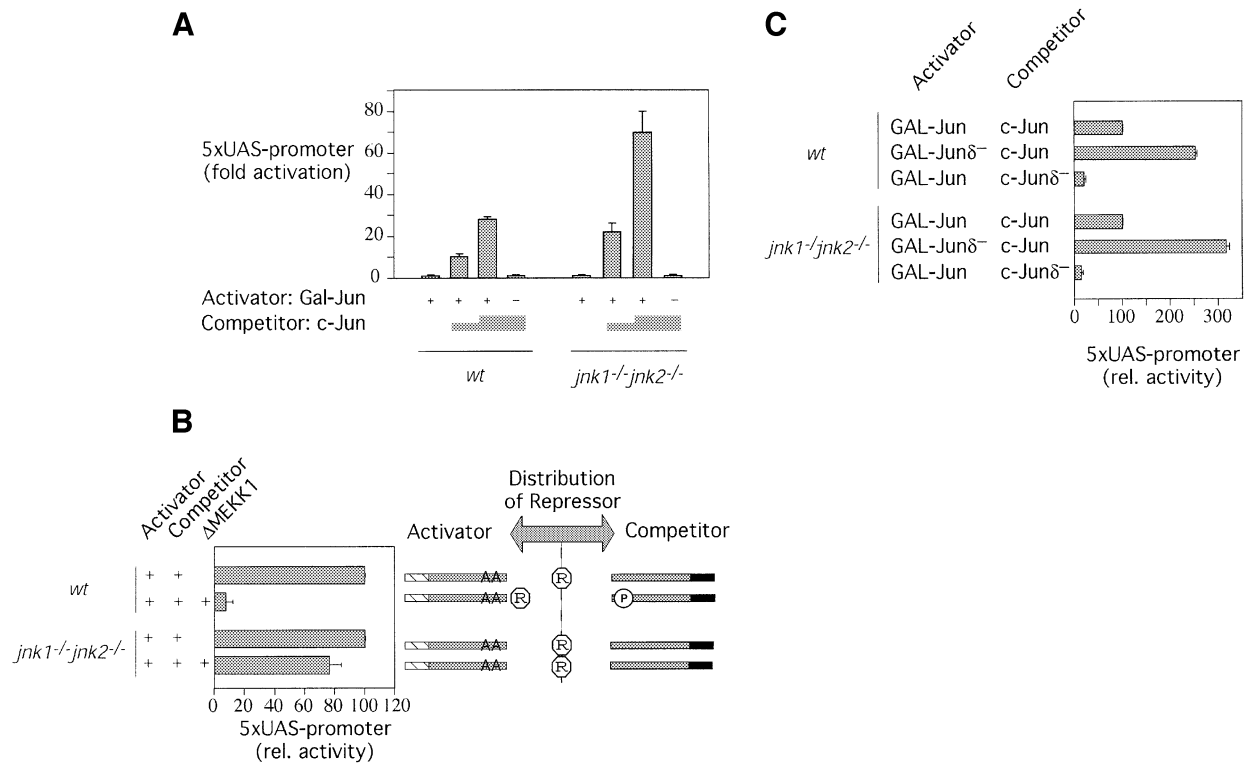 A
5xUAS-promoter
(fold activation)
80
60
40
20
0
Activator: Gal-Jun + + + − + + + −
Competitor: c-Jun
wt jnk1-/-jnk2-/-
B
Activator
Competitor
ΔMEKK1
wt
+ +
+ + +
jnk1-/-jnk2-/-
+ +
+ + +
0 20 40 60 80 100 120
5xUAS-promoter
(rel. activity)
Distribution
of Repressor
Activator Competitor
AA R
AA R P
AA R
AA R
C
Activator
Competitor
wt
GAL-Jun c-Jun
GAL-Junδ− c-Jun
GAL-Jun c-Junδ−
jnk1-/-jnk2-/-
GAL-Jun c-Jun
GAL-Junδ− c-Jun
GAL-Jun c-Junδ−
0 100 200 300
5xUAS-promoter
(rel. activity)